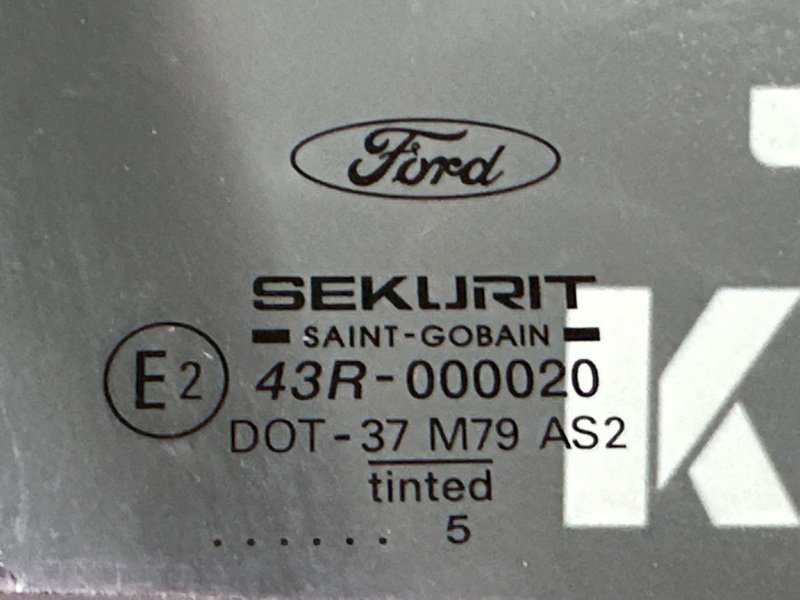 Ford
SEKURIT
SAINT-GOBAIN
E2 43R-000020
DOT-37 M79 AS2
tinted
...... 5
K